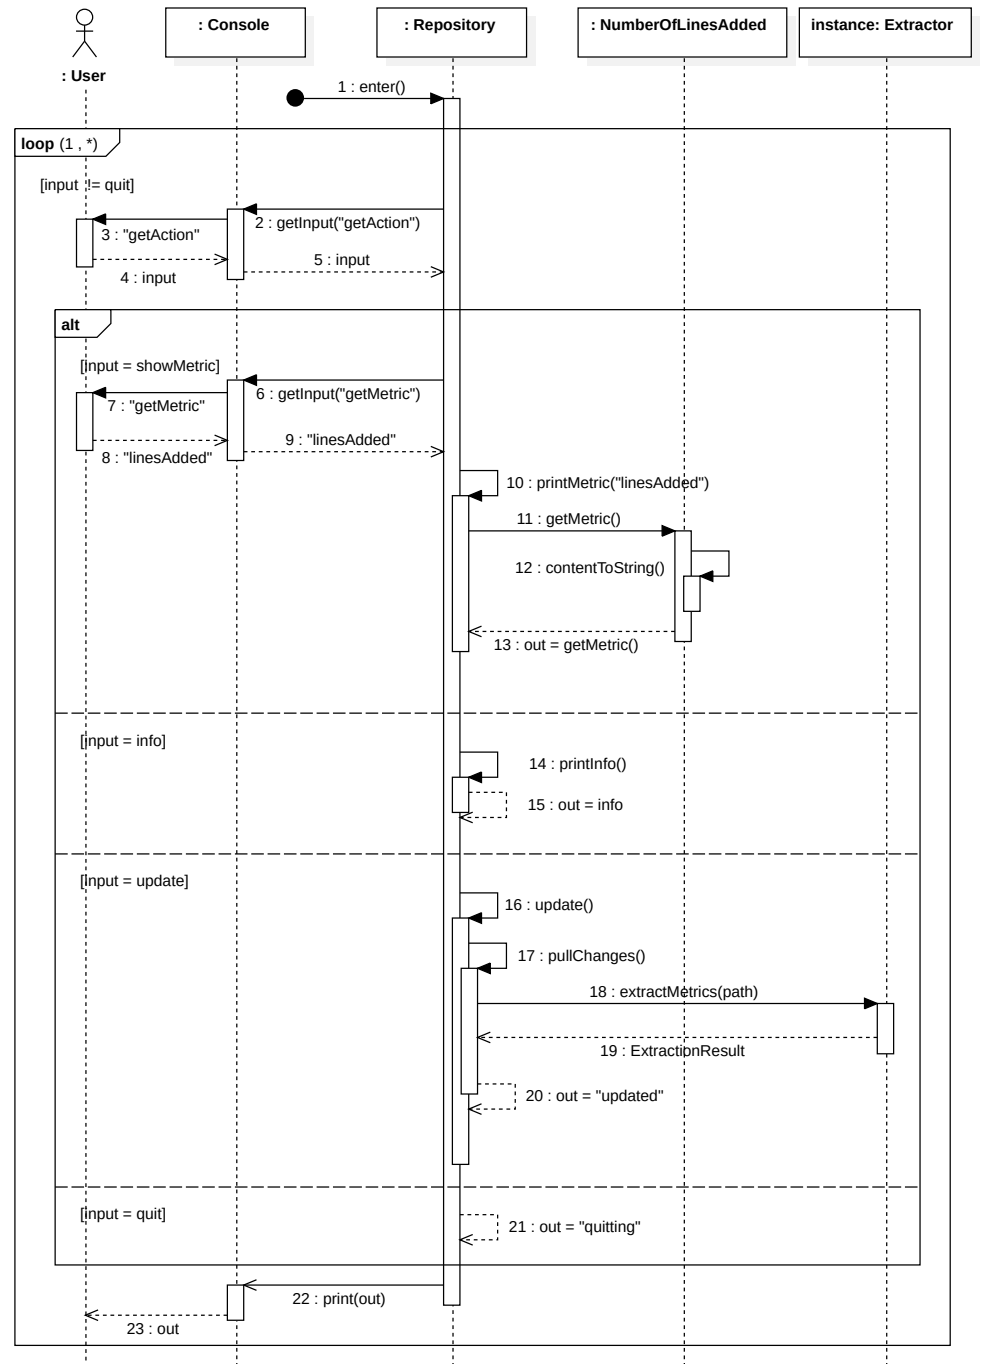 : User
: Console
: Repository
: NumberOfLinesAdded
instance: Extractor
1 : enter()
loop (1 , *)
[input != quit]
2 : getInput("getAction")
3 : "getAction"
4 : input
5 : input
alt
[input = showMetric]
6 : getInput("getMetric")
7 : "getMetric"
8 : "linesAdded"
9 : "linesAdded"
10 : printMetric("linesAdded")
11 : getMetric()
12 : contentToString()
13 : out = getMetric()
[input = info]
14 : printInfo()
15 : out = info
[input = update]
16 : update()
17 : pullChanges()
18 : extractMetrics(path)
19 : ExtractionResult
20 : out = "updated"
[input = quit]
21 : out = "quitting"
22 : print(out)
23 : out